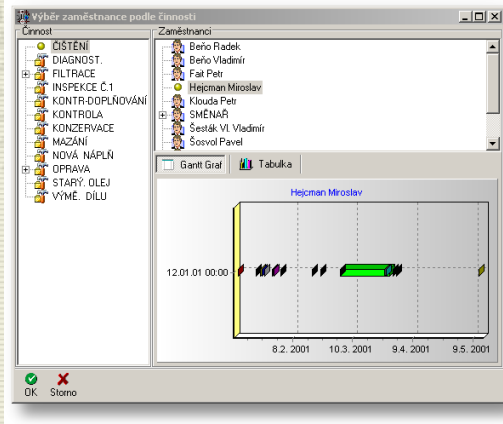 Výběr zaměstnance podle činnosti
Činnost
ČIŠTĚNÍ
DIAGNOST.
FILTRACE
INSPEKCE Č.1
KONTR-DOPLŇOVÁNÍ
KONTROLA
KONZERVACE
MAZÁNÍ
NOVÁ NÁPLŇ
OPRAVA
STARÝ. OLEJ
VÝMĚ. DÍLU
Zaměstnanci
Beňo Radek
Beňo Vladimír
Fait Petr
Hejcman Miroslav
Klouda Petr
SMĚNAŘ
Šesták Vl. Vladimír
Šosvol Pavel
Gantt Graf
Tabulka
Hejcman Miroslav
12.01.01 00:00
8.2. 2001 10.3. 2001 9.4. 2001 9.5. 2001
OK
Storno